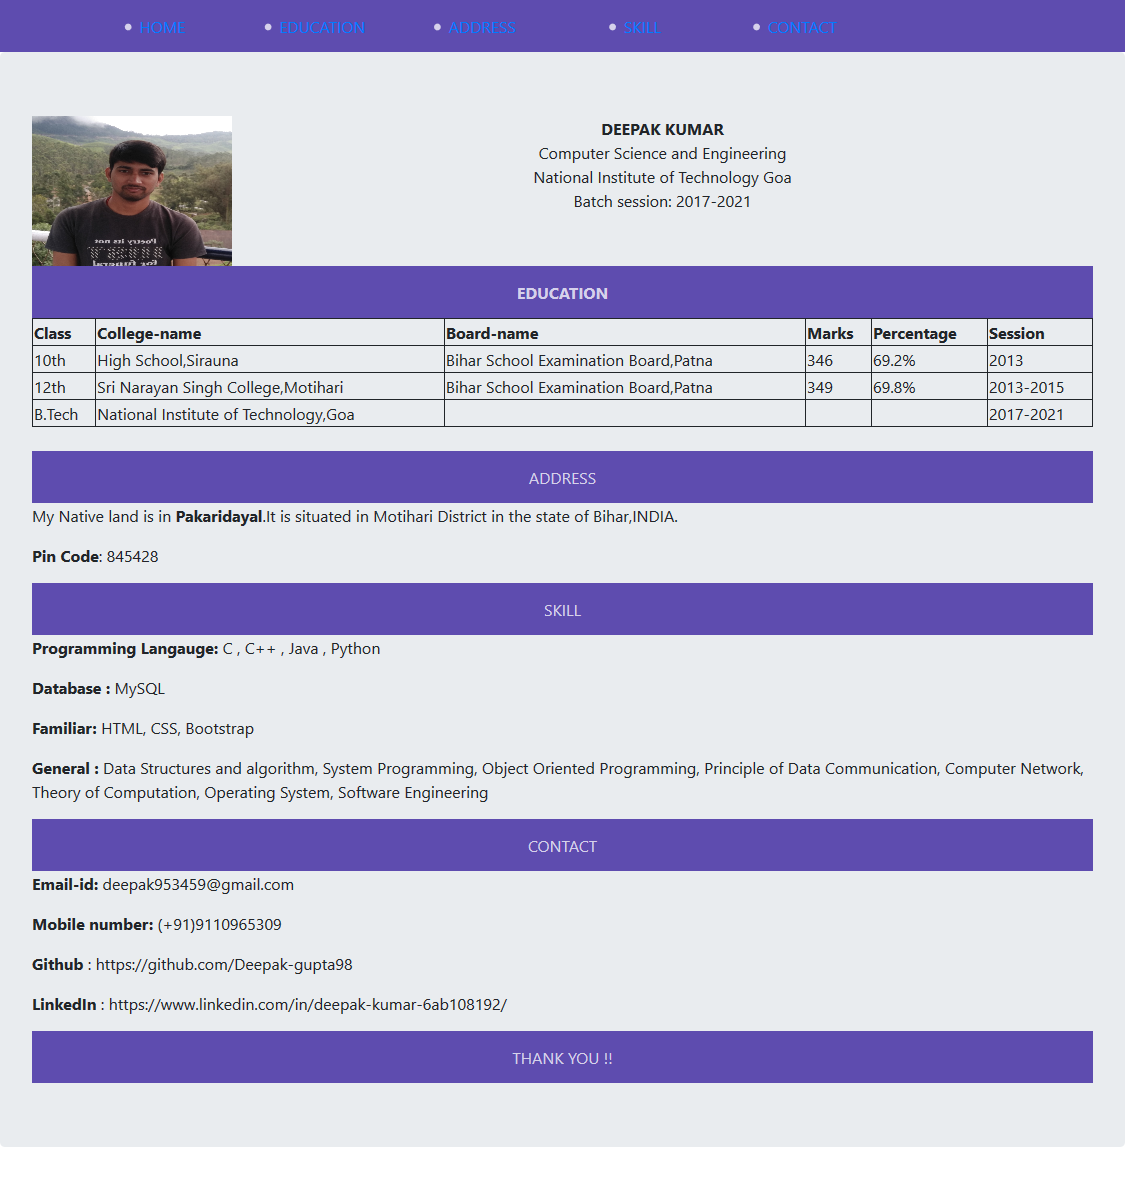 HOME EDUCATION ADDRESS SKILL CONTACT
DEEPAK KUMAR
Computer Science and Engineering
National Institute of Technology Goa
Batch session: 2017-2021
Poetry its not
for funeral
EDUCATION
Class College-name Board-name Marks Percentage Session
10th High School,Sirauna Bihar School Examination Board,Patna 346 69.2% 2013
12th Sri Narayan Singh College,Motihari Bihar School Examination Board,Patna 349 69.8% 2013-2015
B.Tech National Institute of Technology,Goa 2017-2021
ADDRESS
My Native land is in Pakaridayal.It is situated in Motihari District in the state of Bihar,INDIA.
Pin Code: 845428
SKILL
Programming Langauge: C , C++ , Java , Python
Database : MySQL
Familiar: HTML, CSS, Bootstrap
General : Data Structures and algorithm, System Programming, Object Oriented Programming, Principle of Data Communication, Computer Network,
Theory of Computation, Operating System, Software Engineering
CONTACT
Email-id: deepak953459@gmail.com
Mobile number: (+91)9110965309
Github : https://github.com/Deepak-gupta98
LinkedIn : https://www.linkedin.com/in/deepak-kumar-6ab108192/
THANK YOU !!